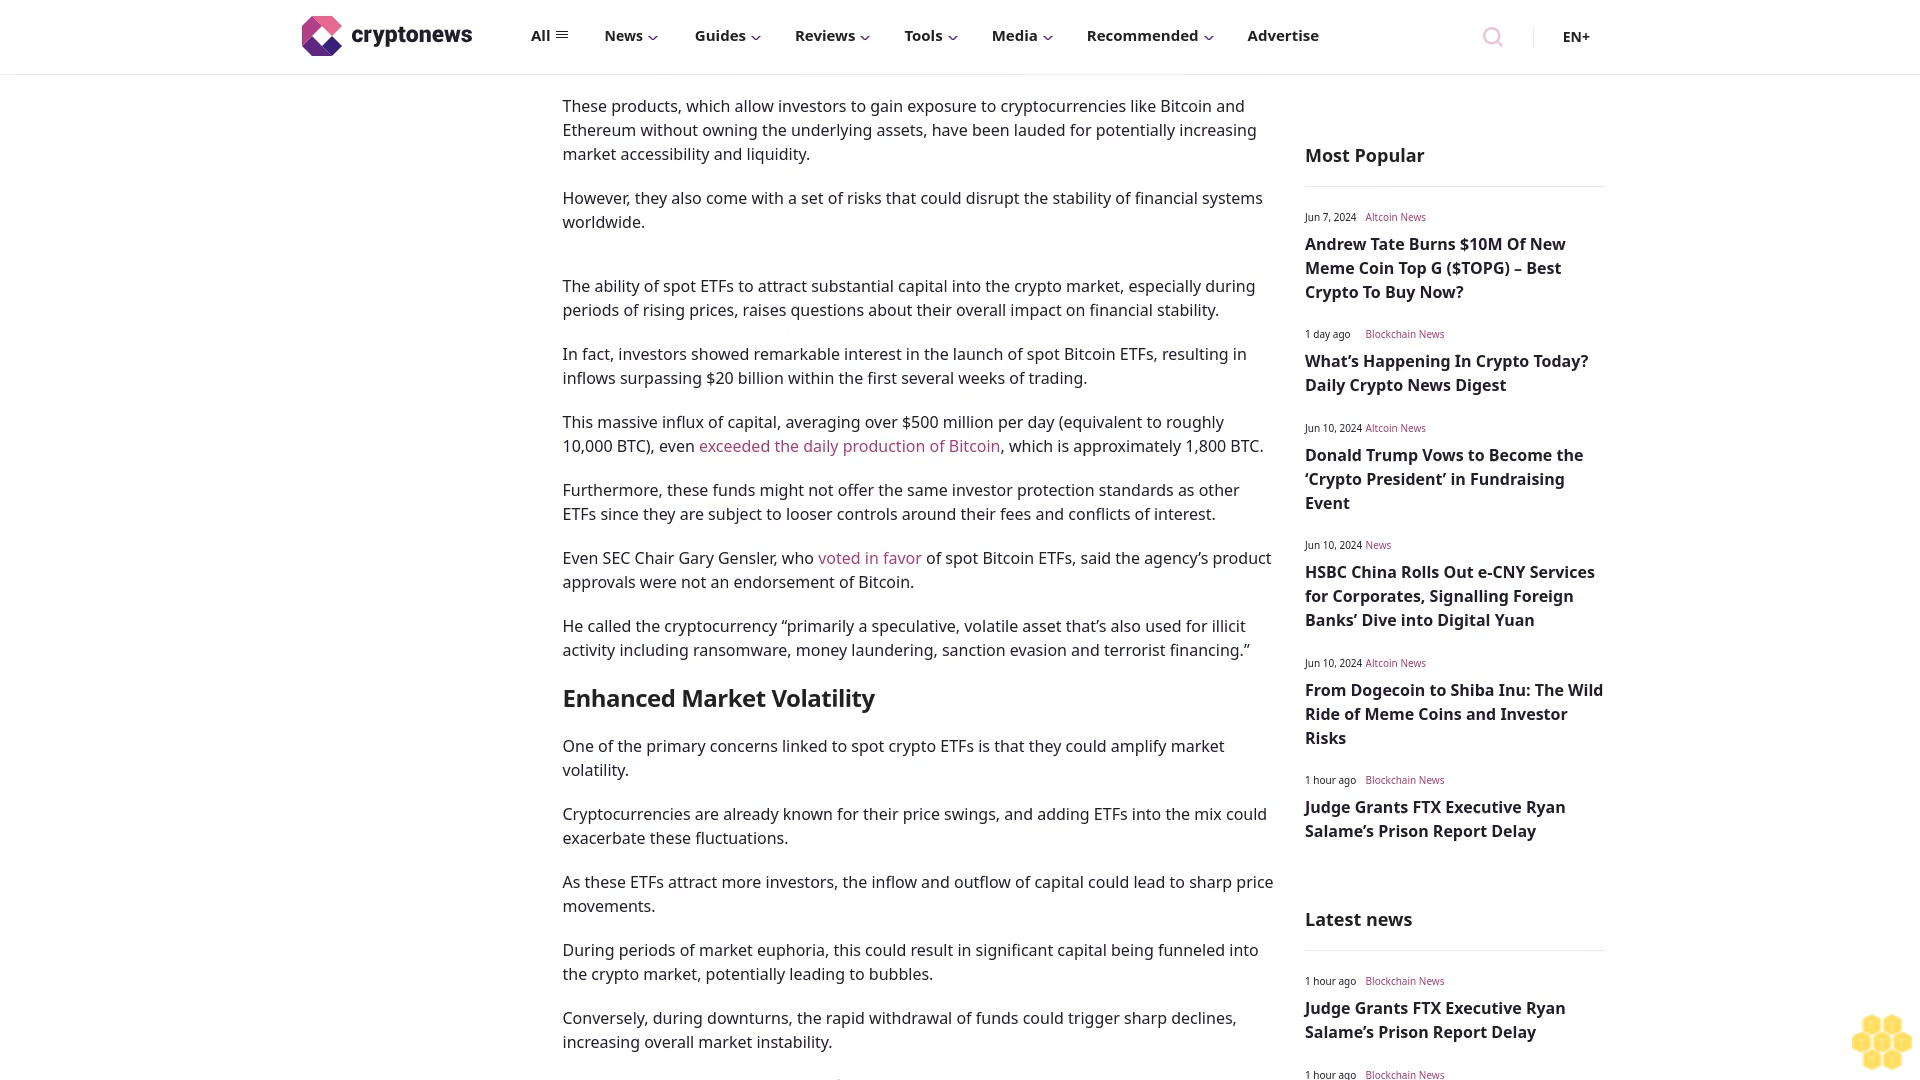 cryptonews
All
News
Guides
Reviews
Tools
Media
Recommended
Advertise
EN+
These products, which allow investors to gain exposure to cryptocurrencies like Bitcoin and
Ethereum without owning the underlying assets, have been lauded for potentially increasing
market accessibility and liquidity.
However, they also come with a set of risks that could disrupt the stability of financial systems
worldwide.
The ability of spot ETFs to attract substantial capital into the crypto market, especially during
periods of rising prices, raises questions about their overall impact on financial stability.
In fact, investors showed remarkable interest in the launch of spot Bitcoin ETFs, resulting in
inflows surpassing $20 billion within the first several weeks of trading.
This massive influx of capital, averaging over $500 million per day (equivalent to roughly
10,000 BTC), even exceeded the daily production of Bitcoin, which is approximately 1,800 BTC.
Furthermore, these funds might not offer the same investor protection standards as other
ETFs since they are subject to looser controls around their fees and conflicts of interest.
Even SEC Chair Gary Gensler, who voted in favor of spot Bitcoin ETFs, said the agency’s product
approvals were not an endorsement of Bitcoin.
He called the cryptocurrency “primarily a speculative, volatile asset that’s also used for illicit
activity including ransomware, money laundering, sanction evasion and terrorist financing.”
Enhanced Market Volatility
One of the primary concerns linked to spot crypto ETFs is that they could amplify market
volatility.
Cryptocurrencies are already known for their price swings, and adding ETFs into the mix could
exacerbate these fluctuations.
As these ETFs attract more investors, the inflow and outflow of capital could lead to sharp price
movements.
During periods of market euphoria, this could result in significant capital being funneled into
the crypto market, potentially leading to bubbles.
Conversely, during downturns, the rapid withdrawal of funds could trigger sharp declines,
increasing overall market instability.
Most Popular
Jun 7, 2024 Altcoin News
Andrew Tate Burns $10M Of New
Meme Coin Top G ($TOPG) – Best
Crypto To Buy Now?
1 day ago Blockchain News
What’s Happening In Crypto Today?
Daily Crypto News Digest
Jun 10, 2024 Altcoin News
Donald Trump Vows to Become the
‘Crypto President’ in Fundraising
Event
Jun 10, 2024 News
HSBC China Rolls Out e-CNY Services
for Corporates, Signalling Foreign
Banks’ Dive into Digital Yuan
Jun 10, 2024 Altcoin News
From Dogecoin to Shiba Inu: The Wild
Ride of Meme Coins and Investor
Risks
1 hour ago Blockchain News
Judge Grants FTX Executive Ryan
Salame’s Prison Report Delay
Latest news
1 hour ago Blockchain News
Judge Grants FTX Executive Ryan
Salame’s Prison Report Delay
1 hour ago Blockchain News